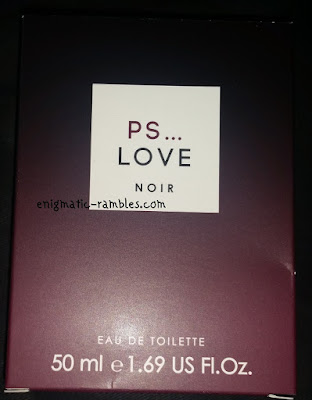 PS...
LOVE
NOIR
enigmatic-rambles.com
EAU DE TOILETTE
50 ml e 1.69 US Fl.Oz.